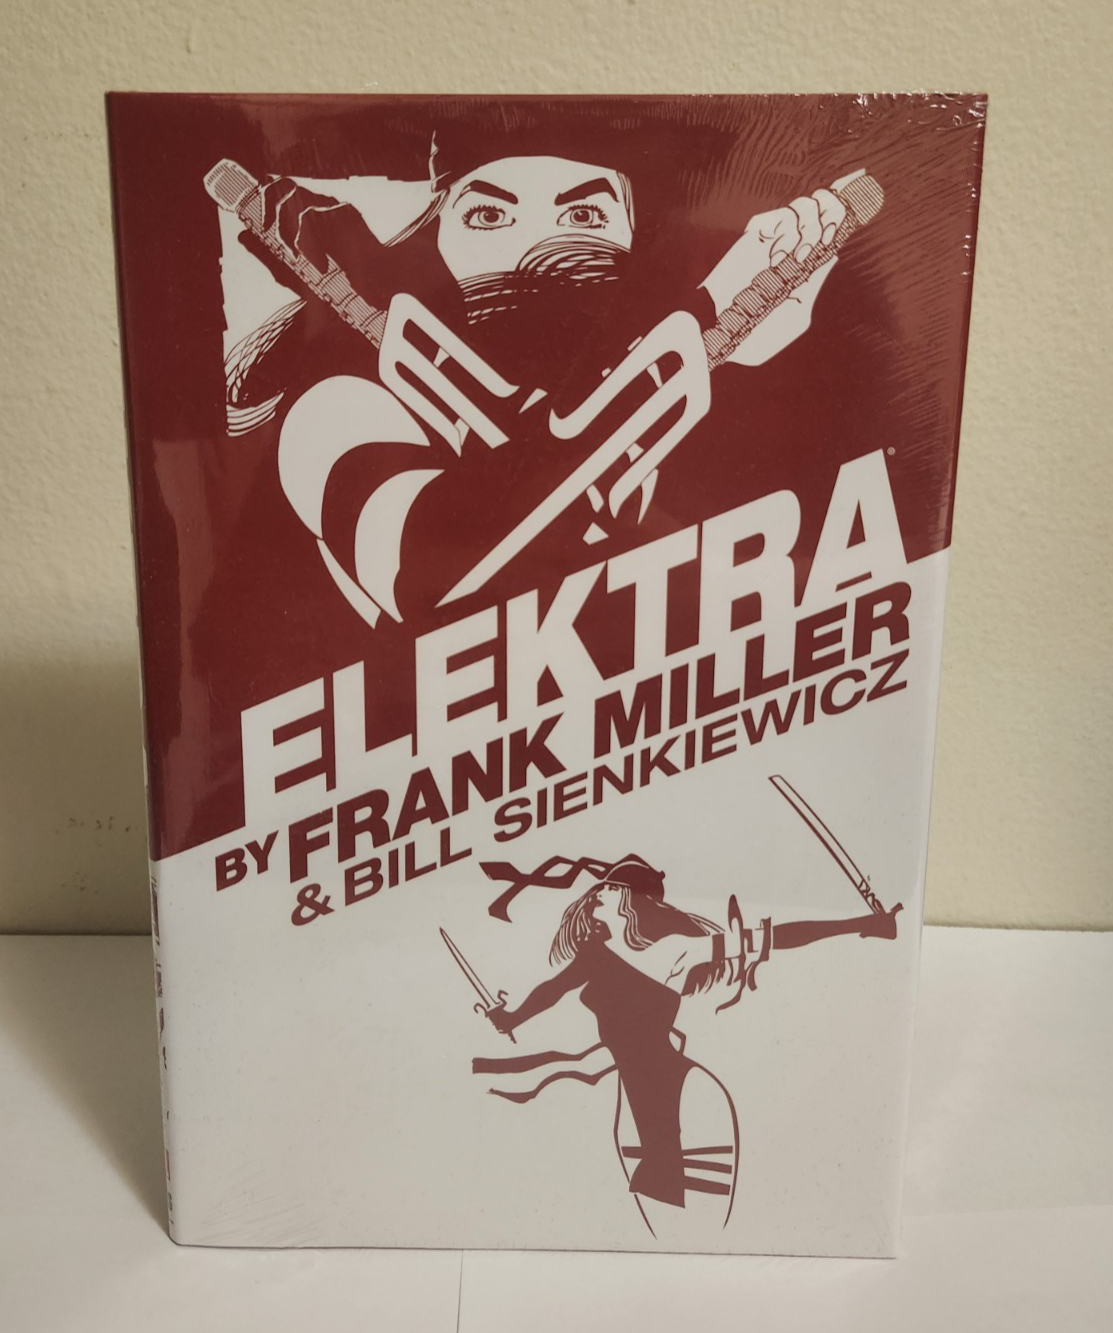 ELEKTRA®
BY FRANK MILLER
& BILL SIENKIEWICZ